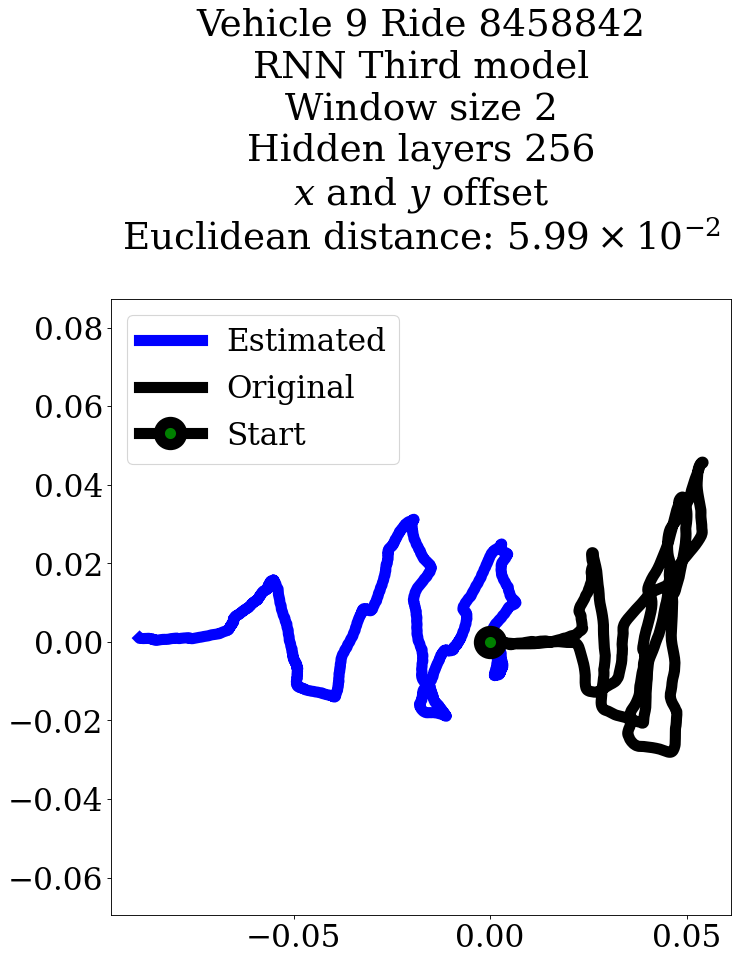 Vehicle 9 Ride 8458842
RNN Third model
Window size 2
Hidden layers 256
x and y offset
Euclidean distance: 5.99 × 10⁻²
Estimated
Original
Start
0.08
0.06
0.04
0.02
0.00
−0.02
−0.04
−0.06
−0.05 0.00 0.05